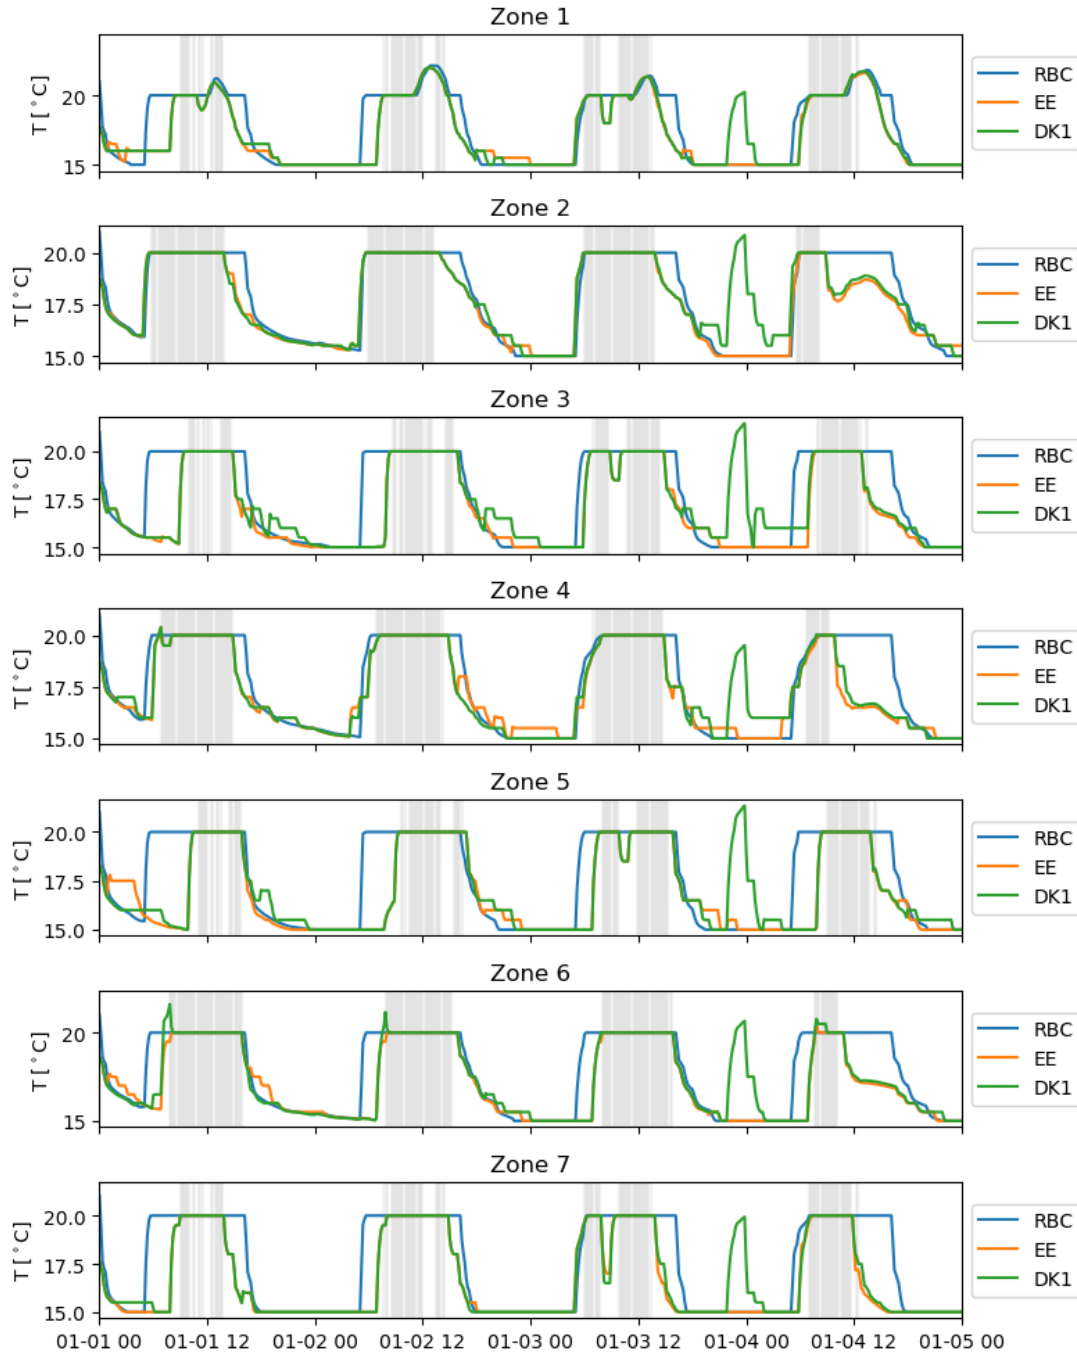 Zone 1
T [°C]
20
15
RBC
EE
DK1
Zone 2
T [°C]
20.0
17.5
15.0
RBC
EE
DK1
Zone 3
T [°C]
20.0
17.5
15.0
RBC
EE
DK1
Zone 4
T [°C]
20.0
17.5
15.0
RBC
EE
DK1
Zone 5
T [°C]
20.0
17.5
15.0
RBC
EE
DK1
Zone 6
T [°C]
20
15
RBC
EE
DK1
Zone 7
T [°C]
20.0
17.5
15.0
RBC
EE
DK1
01-01 00 01-01 12 01-02 00 01-02 12 01-03 00 01-03 12 01-04 00 01-04 12 01-05 00